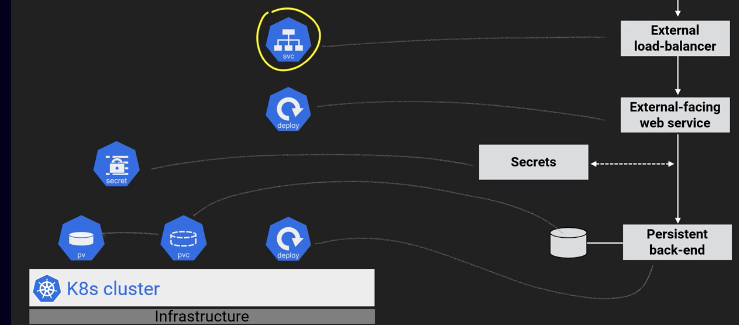 svc
External
load-balancer
deploy
External-facing
web service
secret
Secrets
pv
pvc
deploy
Persistent
back-end
K8s cluster
Infrastructure